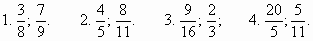 1. 3/8; 7/9. 2. 4/5; 8/11. 3. 9/16; 2/3; 4. 20/5; 5/11.